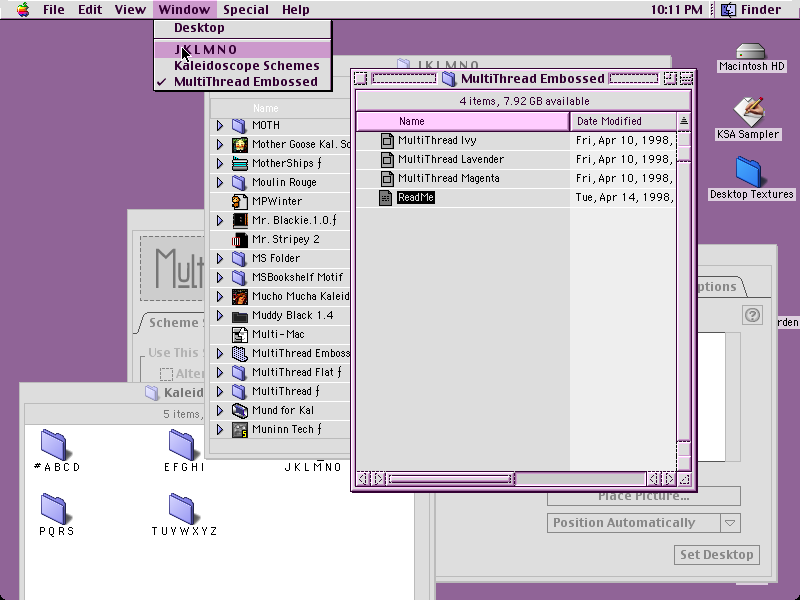 File Edit View Window Special Help 10:11 PM Finder
Desktop
J K L M N O
Kaleidoscope Schemes
✓ MultiThread Embossed
Macintosh HD
KSA Sampler
Desktop Textures
J K L M N O
Name
MOTH
Mother Goose Kal. Sc
MotherShips ƒ
Moulin Rouge
MPWinter
Mr. Blackie.1.0.ƒ
Mr. Stripey 2
MS Folder
MSBookshelf Motif
Mucho Mucha Kaleid
Muddy Black 1.4
Multi-Mac
MultiThread Emboss
MultiThread Flat ƒ
MultiThread ƒ
Mund for Kal
Muninn Tech ƒ
MultiThread Embossed
4 items, 7.92 GB available
Name Date Modified
MultiThread Ivy Fri, Apr 10, 1998,
MultiThread Lavender Fri, Apr 10, 1998,
MultiThread Magenta Fri, Apr 10, 1998,
ReadMe Tue, Apr 14, 1998,
Mult
Scheme S
Use This S
Alter
ptions
?
rden
Place Picture...
Position Automatically
Set Desktop
Kaleid
5 items,
#ABCD
EFGHI
J K L M N O
PQRS
TUVWXYZ